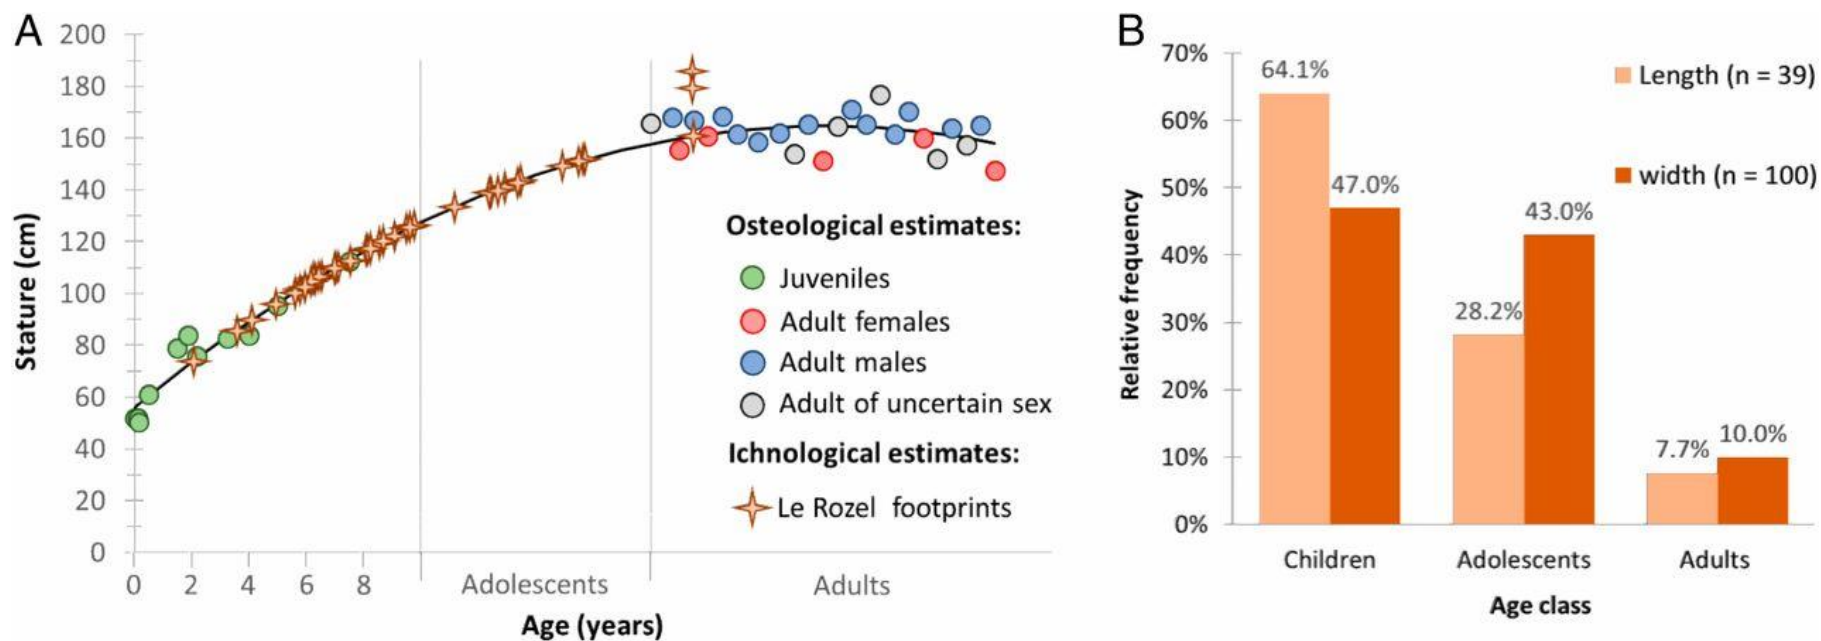 A
200
180
160
140
120
100
80
60
40
20
0
Stature (cm)
0 2 4 6 8 Adolescents Adults
Age (years)
Osteological estimates:
Juveniles
Adult females
Adult males
Adult of uncertain sex
Ichnological estimates:
Le Rozel footprints
B
70%
60%
50%
40%
30%
20%
10%
0%
Relative frequency
64.1%
47.0%
28.2%
43.0%
7.7%
10.0%
Length (n = 39)
width (n = 100)
Children Adolescents Adults
Age class